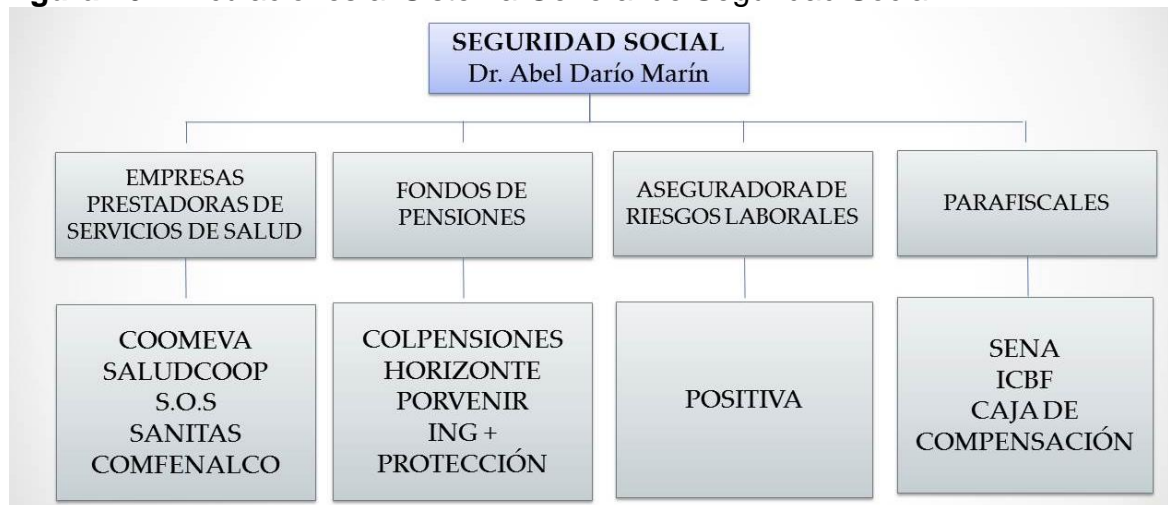 SEGURIDAD SOCIAL
Dr. Abel Darío Marín
EMPRESAS
PRESTADORAS DE
SERVICIOS DE SALUD
FONDOS DE
PENSIONES
ASEGURADORA DE
RIESGOS LABORALES
PARAFISCALES
COOMEVA
SALUDCOOP
S.O.S
SANITAS
COMFENALCO
COLPENSIONES
HORIZONTE
PORVENIR
ING +
PROTECCIÓN
POSITIVA
SENA
ICBF
CAJA DE
COMPENSACIÓN